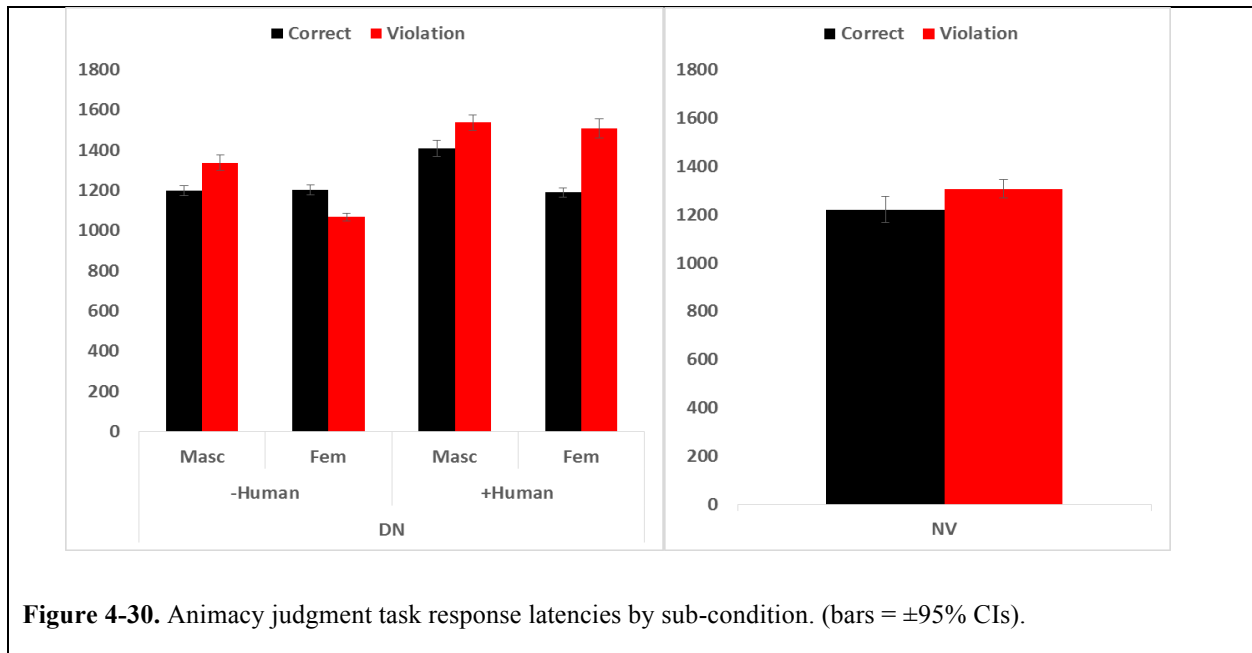 Correct Violation
1800
1600
1400
1200
1000
800
600
400
200
0
Masc Fem Masc Fem
-Human +Human
DN
Correct Violation
1800
1600
1400
1200
1000
800
600
400
200
0
NV
Figure 4-30. Animacy judgment task response latencies by sub-condition. (bars = ±95% CIs).